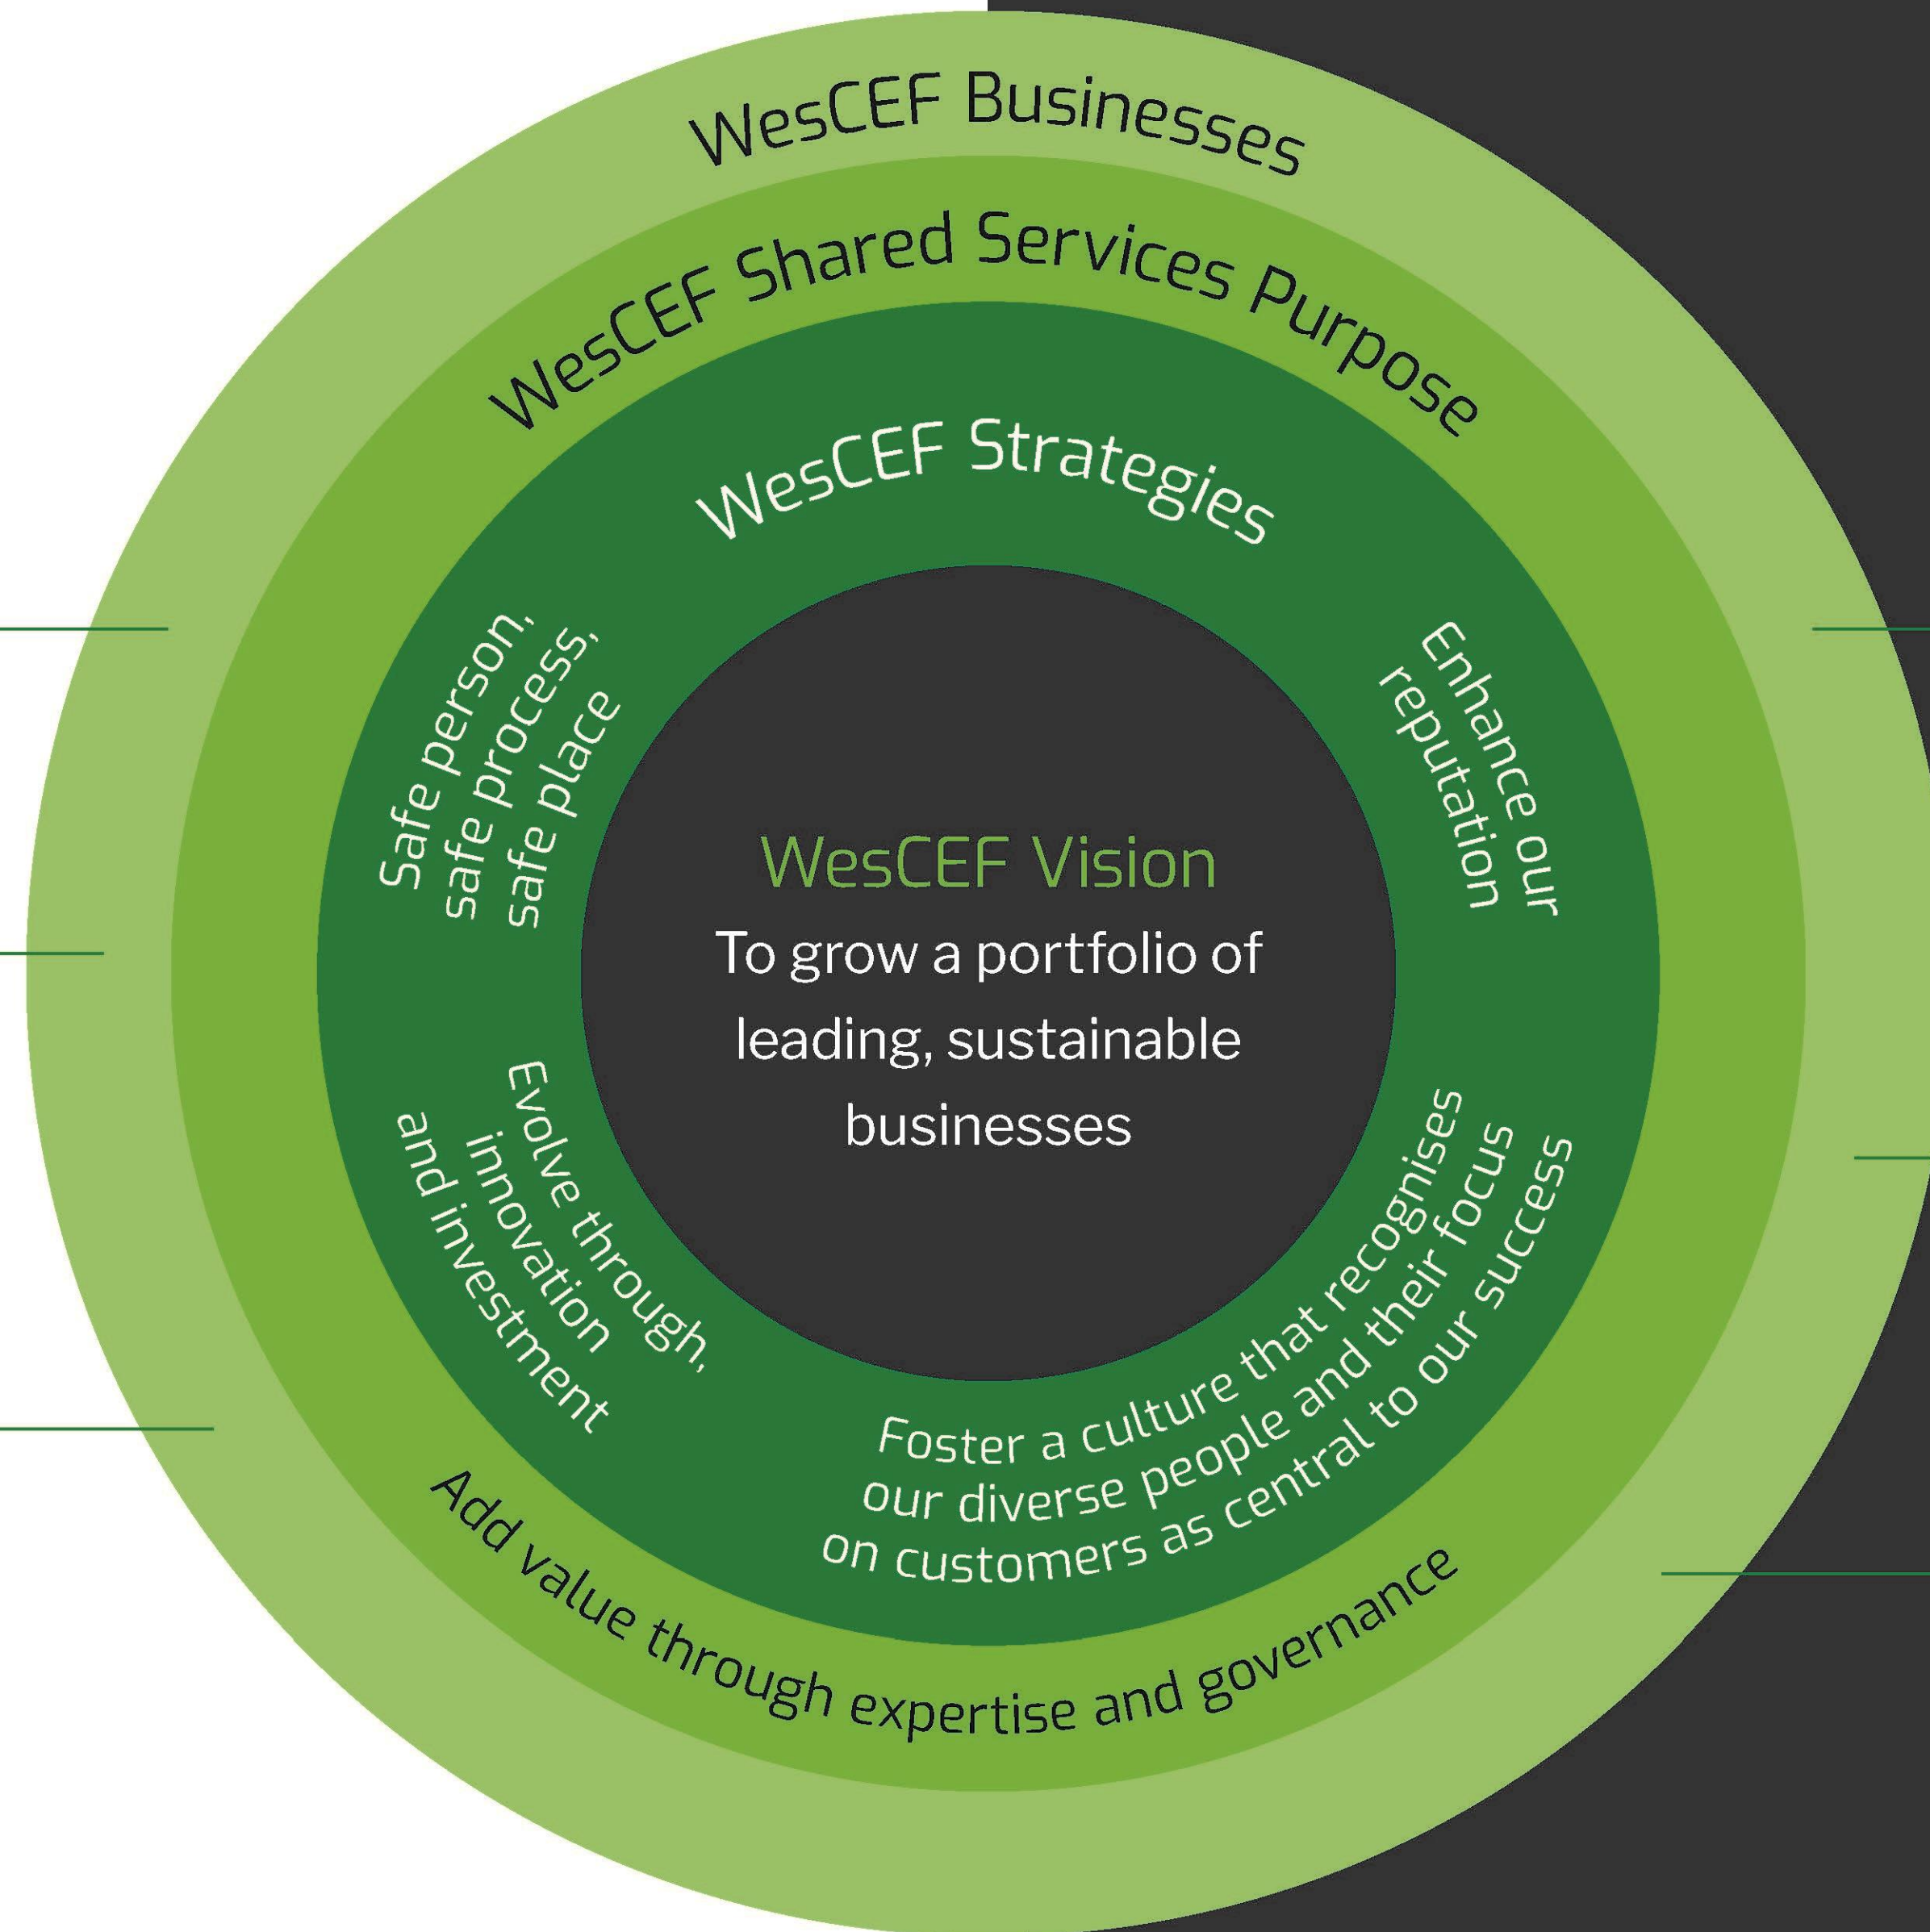 WesCEF Businesses
WesCEF Shared Services Purpose
WesCEF Strategies
Safe person,
safe process,
safe place
Enhance our
reputation
WesCEF Vision
To grow a portfolio of
leading, sustainable
businesses
Evolve through,
innovation
and investment
Foster a culture that recognises
our diverse people and their focus
on customers as central to our success
Add value through expertise and governance